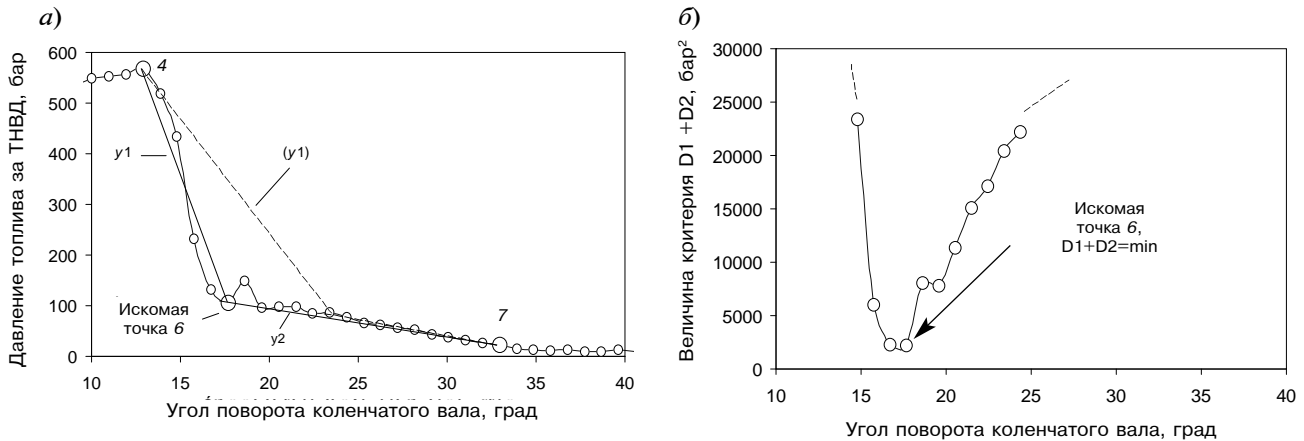 а)
Давление топлива за ТНВД, бар
600
500
400
300
200
100
0
4
y1
(y1)
Искомая
точка 6
y2
7
10 15 20 25 30 35 40
Угол поворота коленчатого вала, град
б)
Величина критерия D1 +D2, бар²
30000
25000
20000
15000
10000
5000
0
Искомая
точка 6,
D1+D2=min
10 15 20 25 30 35 40
Угол поворота коленчатого вала, град